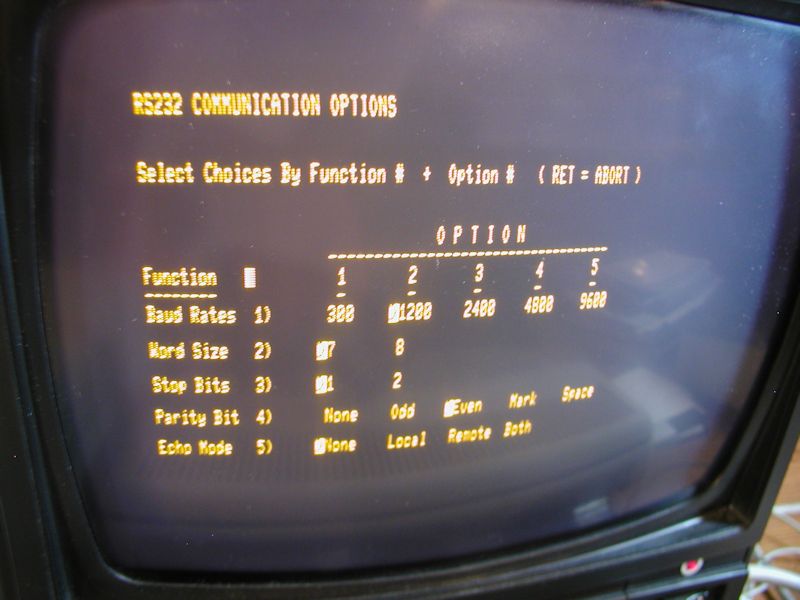 RS232 COMMUNICATION OPTIONS
Select Choices By Function # + Option # ( RET = ABORT )
O P T I O N
Function 1 2 3 4 5
Baud Rates 1) 300 1200 2400 4800 9600
Word Size 2) 7 8
Stop Bits 3) 1 2
Parity Bit 4) None Odd Even Mark Space
Echo Mode 5) None Local Remote Both